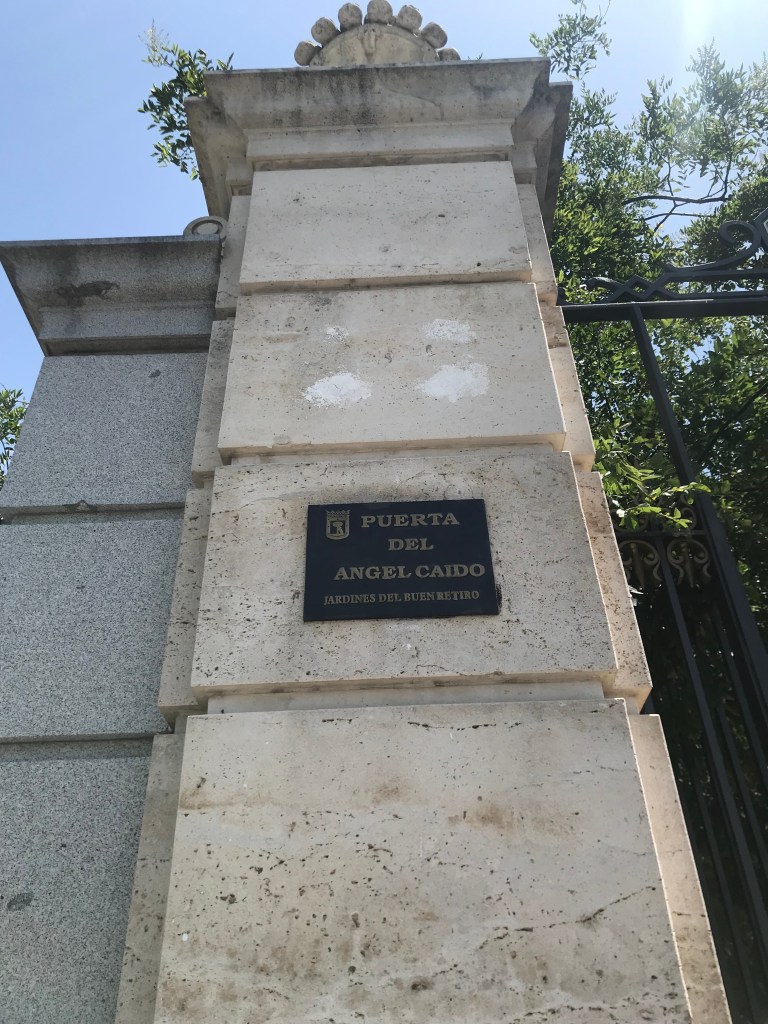 PUERTA
DEL
ANGEL CAIDO
JARDINES DEL BUEN RETIRO